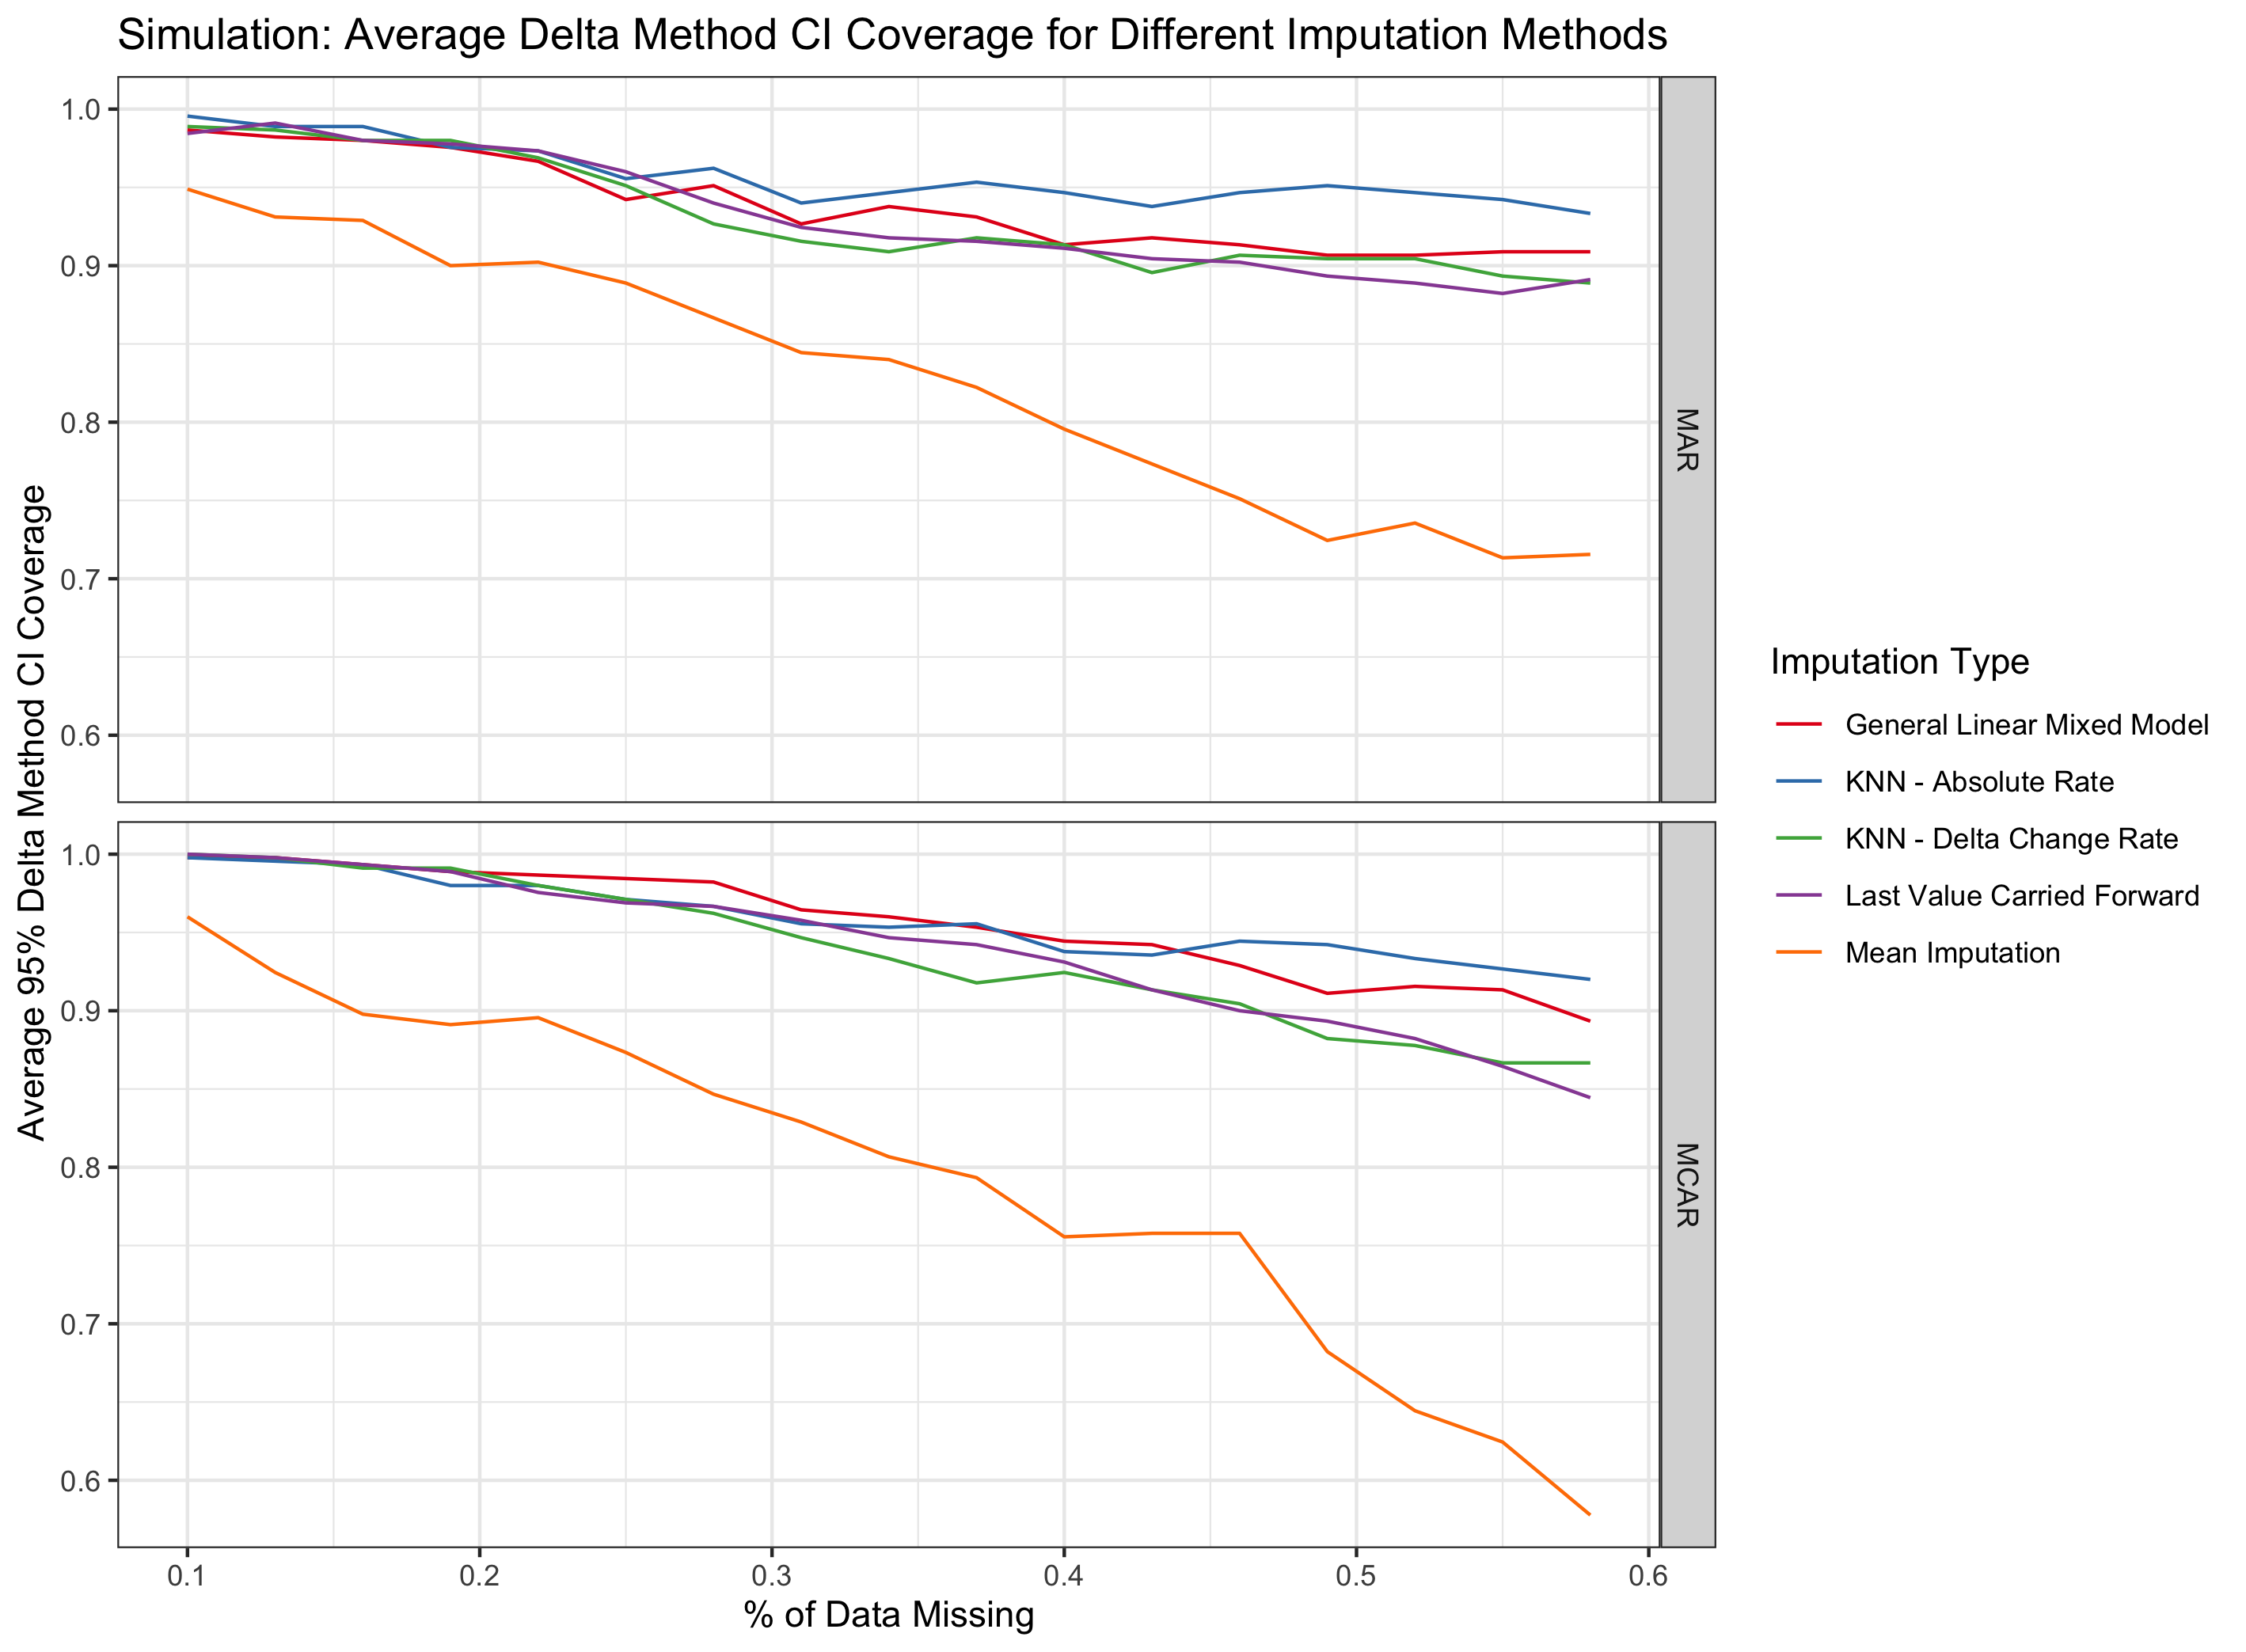 Simulation: Average Delta Method CI Coverage for Different Imputation Methods
Average 95% Delta Method CI Coverage
1.0
0.9
0.8
0.7
0.6
MAR
1.0
0.9
0.8
0.7
0.6
MCAR
0.1 0.2 0.3 0.4 0.5 0.6
% of Data Missing
Imputation Type
General Linear Mixed Model
KNN - Absolute Rate
KNN - Delta Change Rate
Last Value Carried Forward
Mean Imputation